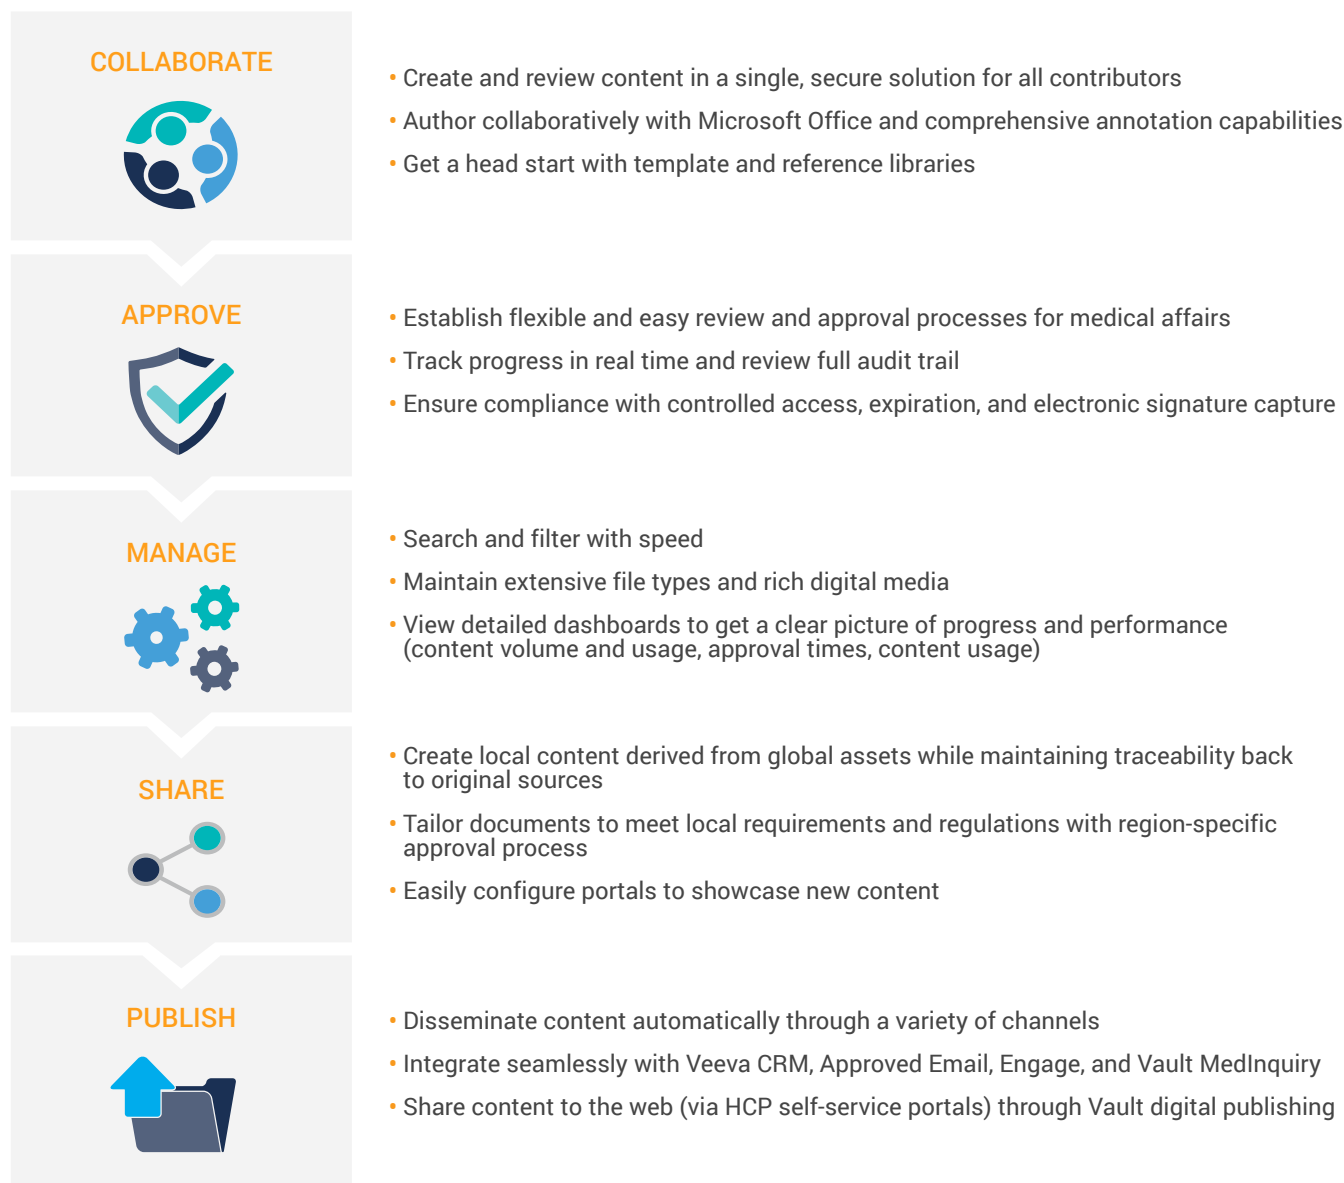 COLLABORATE
• Create and review content in a single, secure solution for all contributors
• Author collaboratively with Microsoft Office and comprehensive annotation capabilities
• Get a head start with template and reference libraries
APPROVE
• Establish flexible and easy review and approval processes for medical affairs
• Track progress in real time and review full audit trail
• Ensure compliance with controlled access, expiration, and electronic signature capture
MANAGE
• Search and filter with speed
• Maintain extensive file types and rich digital media
• View detailed dashboards to get a clear picture of progress and performance
(content volume and usage, approval times, content usage)
SHARE
• Create local content derived from global assets while maintaining traceability back
to original sources
• Tailor documents to meet local requirements and regulations with region-specific
approval process
• Easily configure portals to showcase new content
PUBLISH
• Disseminate content automatically through a variety of channels
• Integrate seamlessly with Veeva CRM, Approved Email, Engage, and Vault MedInquiry
• Share content to the web (via HCP self-service portals) through Vault digital publishing